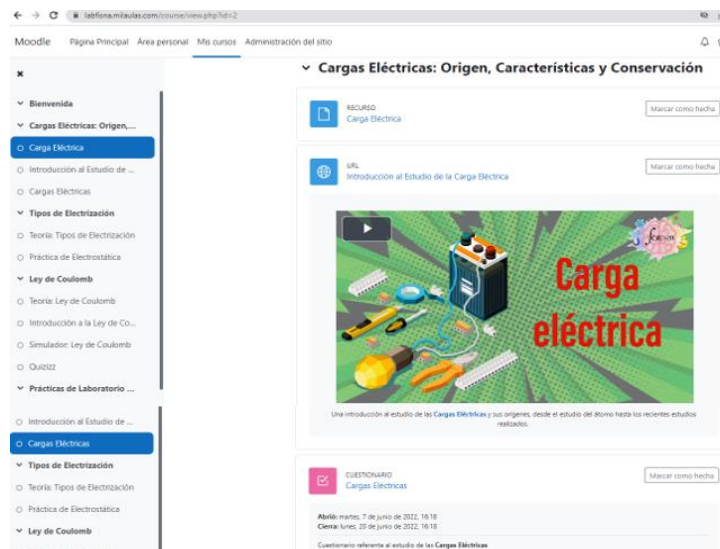 labfisna.milaulas.com/course/view.php?id=2
Moodle Página Principal Área personal Mis cursos Administración del sitio
Bienvenida
Cargas Eléctricas: Origen,...
Carga Eléctrica
Introducción al Estudio de ...
Cargas Eléctricas
Tipos de Electrización
Teoría: Tipos de Electrización
Práctica de Electrostática
Ley de Coulomb
Teoría: Ley de Coulomb
Introducción a la Ley de Co...
Simulador: Ley de Coulomb
Quizizz
Prácticas de Laboratorio ...
Introducción al Estudio de ...
Cargas Eléctricas
Tipos de Electrización
Teoría: Tipos de Electrización
Práctica de Electrostática
Ley de Coulomb
Cargas Eléctricas: Origen, Características y Conservación
RECURSO
Carga Eléctrica
Marcar como hecha
URL
Introducción al Estudio de la Carga Eléctrica
Marcar como hecha
Carga
eléctrica
Una introducción al estudio de las Cargas Eléctricas y sus orígenes, desde el estudio del átomo hasta los recientes estudios
realizados.
CUESTIONARIO
Cargas Eléctricas
Marcar como hecha
Abrió: martes, 7 de junio de 2022, 16:18
Cierra: lunes, 20 de junio de 2022, 16:18
Cuestionario referente al estudio de las Cargas Eléctricas